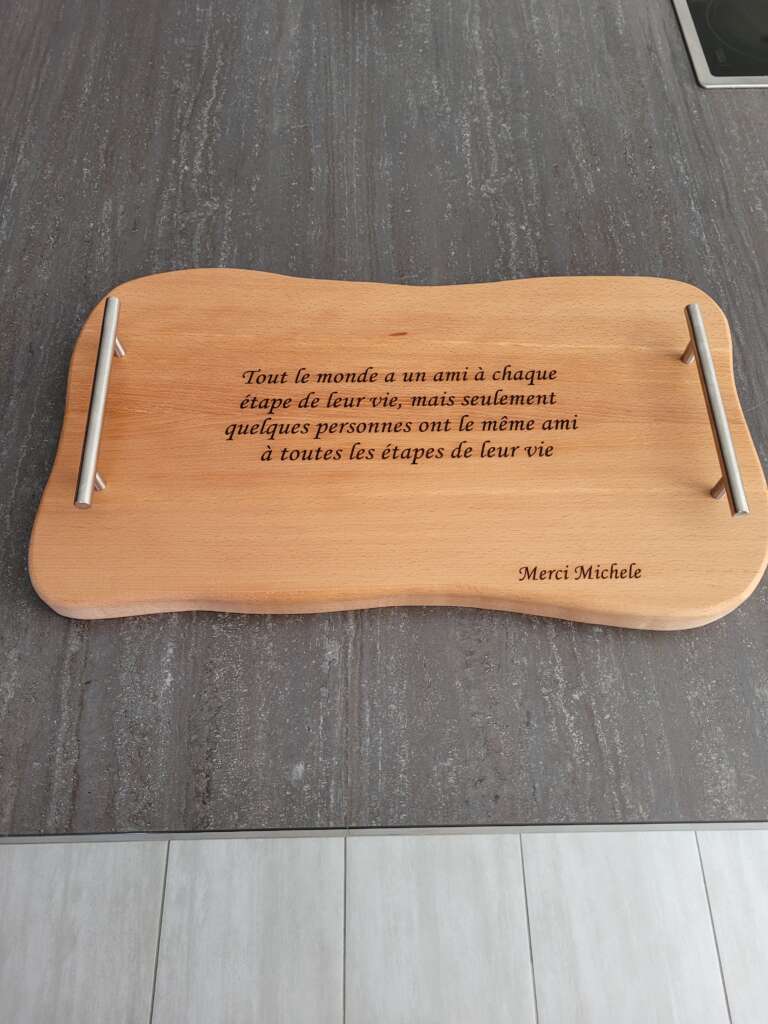 Tout le monde a un ami à chaque
étape de leur vie, mais seulement
quelques personnes ont le même ami
à toutes les étapes de leur vie
Merci Michele